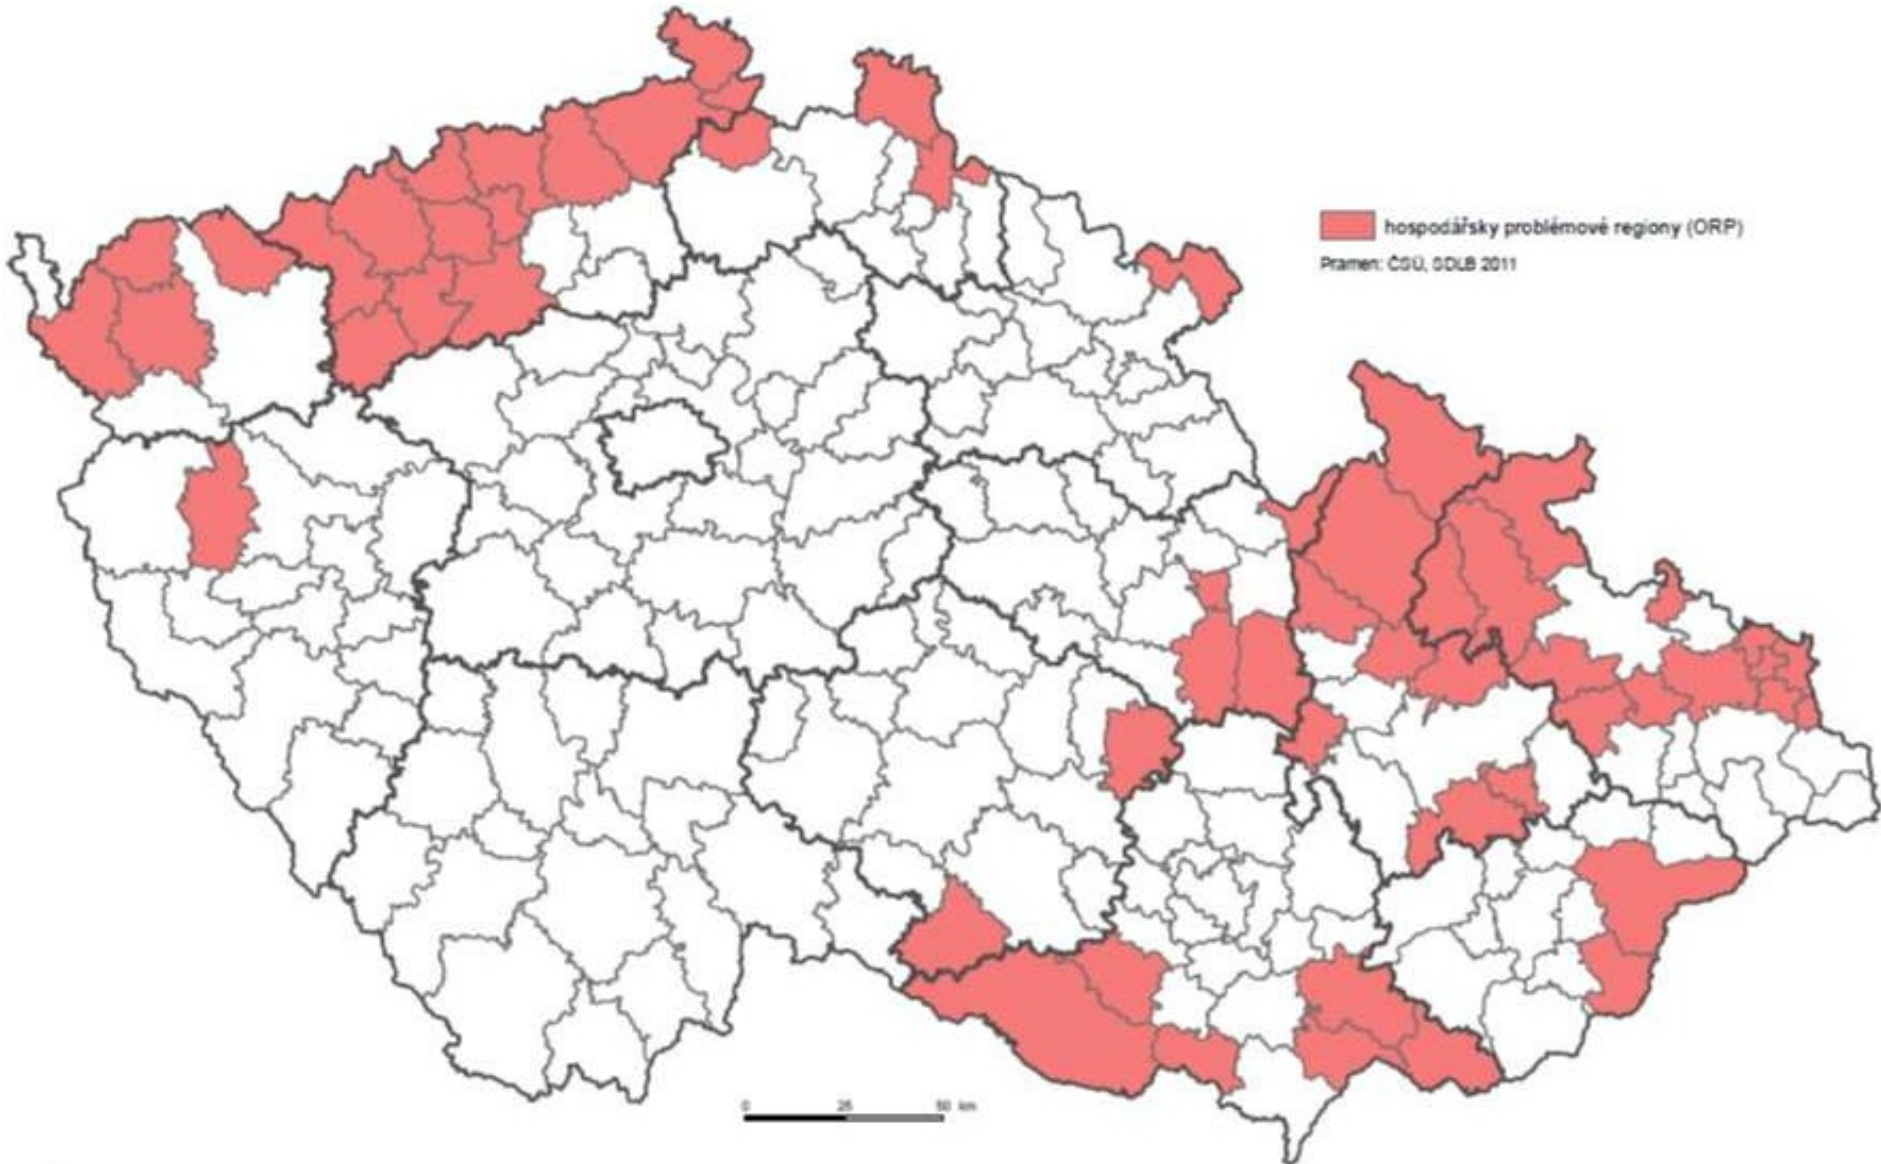 hospodářsky problémové regiony (ORP)
Pramen: ČSÚ, SDLB 2011
0 25 50 km